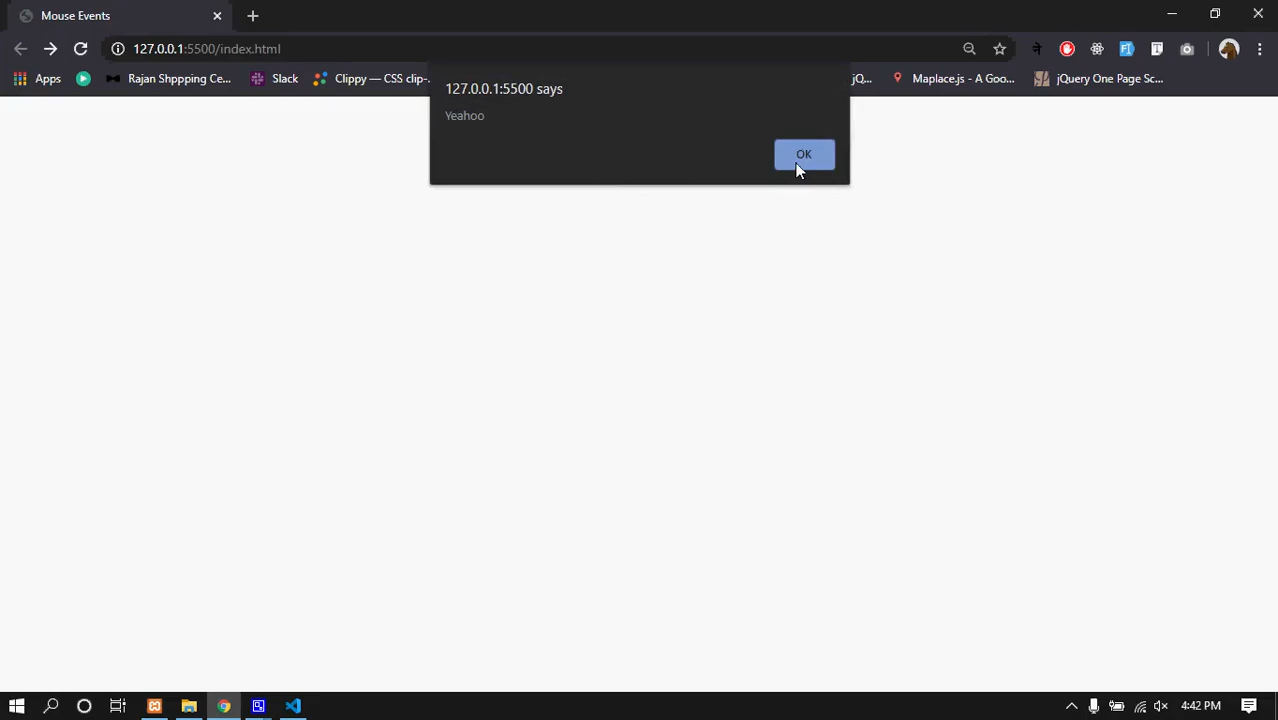 Mouse Events
127.0.0.1:5500/index.html
Apps
Rajan Shppping Ce...
Slack
Clippy — CSS clip-
jQ...
Maplace.js - A Goo...
jQuery One Page Sc...
127.0.0.1:5500 says
Yeahoo
OK
4:42 PM